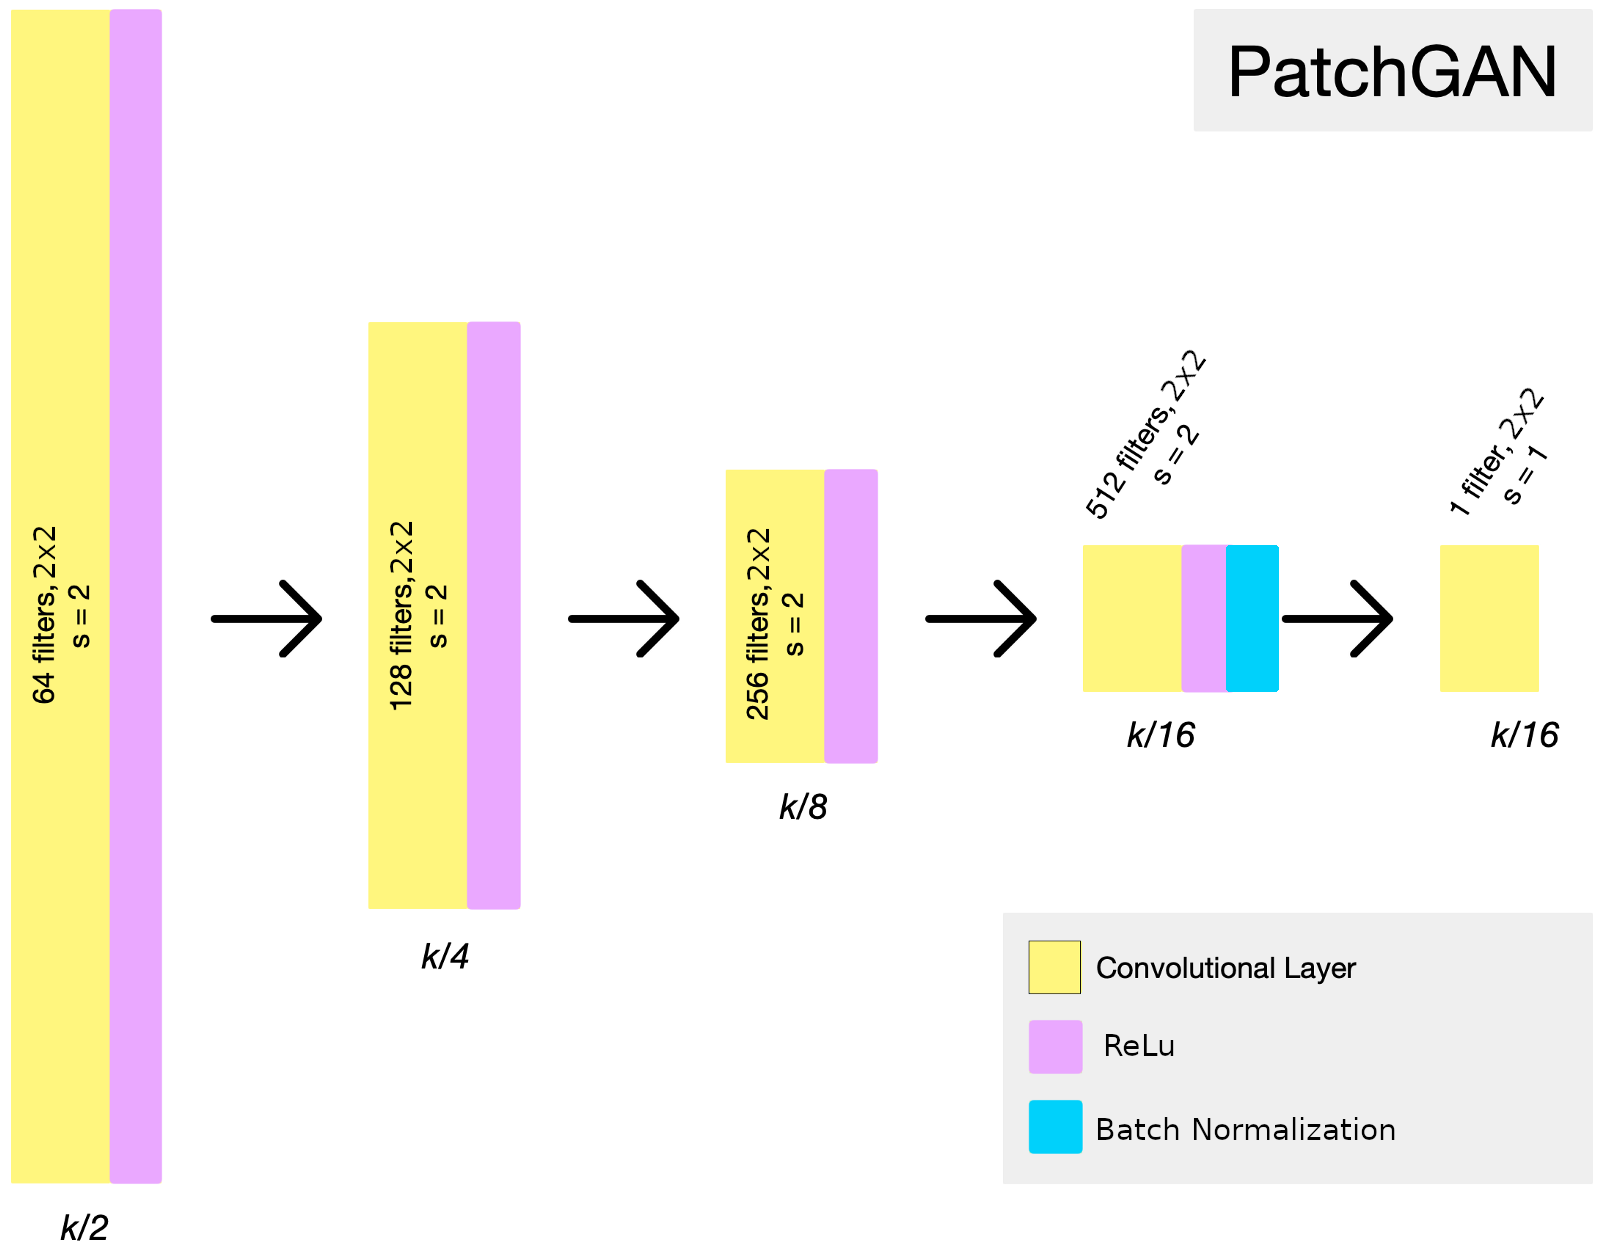 PatchGAN
64 filters, 2x2
s = 2
k/2
128 filters,2x2
s = 2
k/4
256 filters,2x2
s = 2
k/8
512 filters, 2x2
s = 2
k/16
1 filter, 2x2
s = 1
k/16
Convolutional Layer
ReLu
Batch Normalization